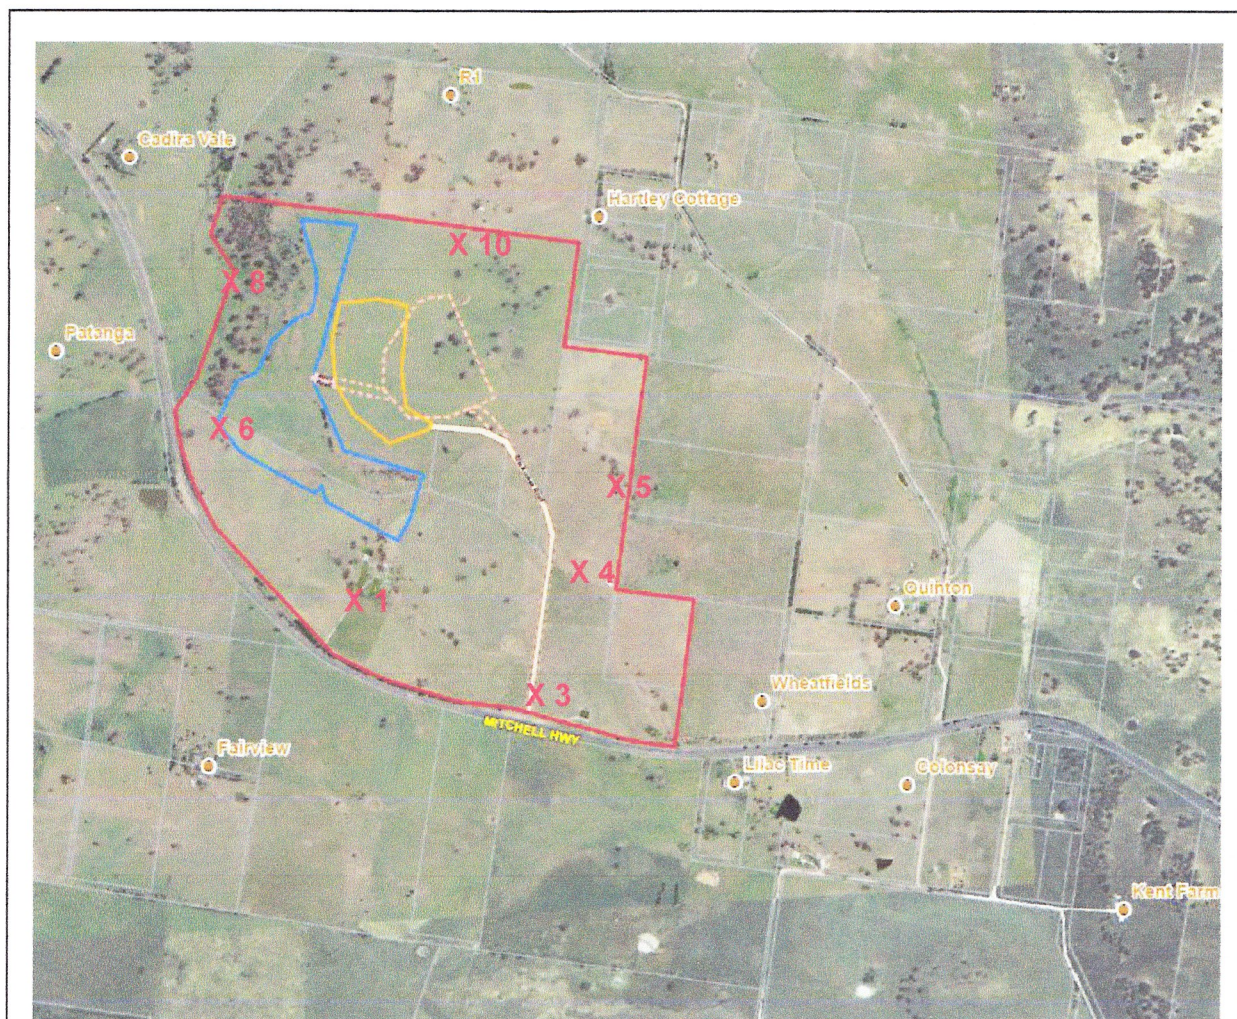 R.I
Cadira Vale
Hartley Cottage
X 10
X 8
Patanga
X 6
X 5
X 4
X 1
Quinton
Wheatfields
X 3
MITCHELL HWY
Fairview
Lilac Time
Colonsay
Kent Farm